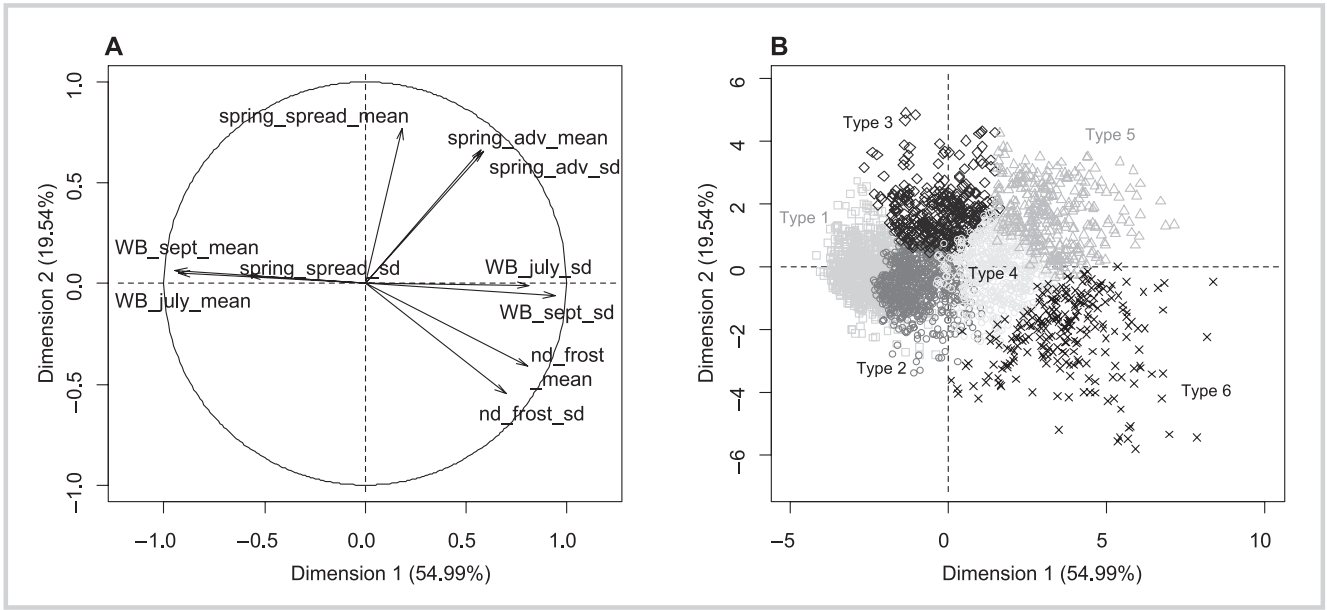 A
1.0
0.5
0.0
−0.5
−1.0
Dimension 2 (19.54%)
spring_spread_mean
spring_adv_mean
spring_adv_sd
WB_sept_mean
spring_spread_sd
WB_july_sd
WB_july_mean
WB_sept_sd
nd_frost
_mean
nd_frost_sd
−1.0
−0.5
0.0
0.5
1.0
Dimension 1 (54.99%)
B
6
4
2
0
−2
−4
−6
Dimension 2 (19.54%)
Type 3
Type 5
Type 1
Type 4
Type 2
Type 6
−5
0
5
10
Dimension 1 (54.99%)